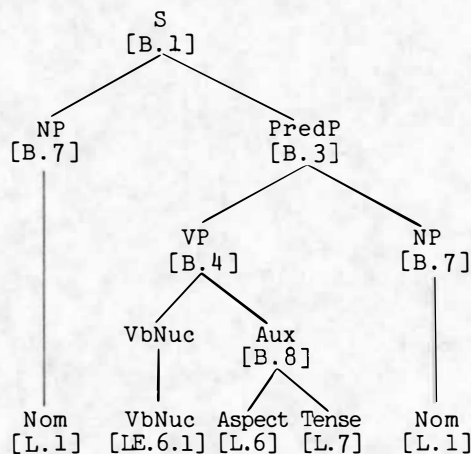 S
[B.1]
NP PredP
[B.7] [B.3]
VP NP
[B.4] [B.7]
VbNuc Aux
[B.8]
Nom VbNuc Aspect Tense Nom
[L.1] [LE.6.1] [L.6] [L.7] [L.1]